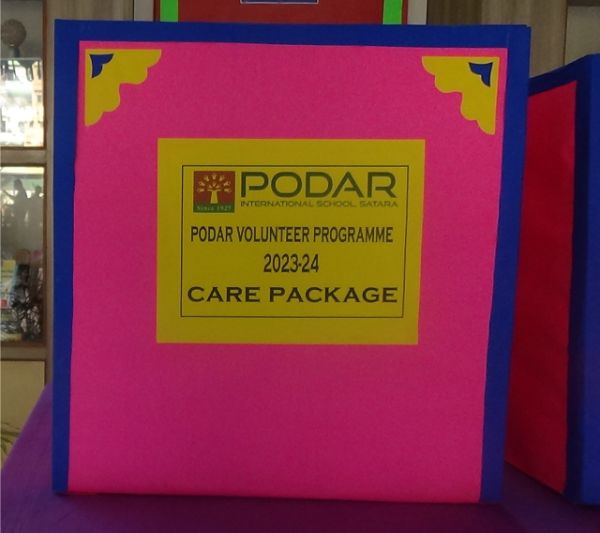 PODAR
INTERNATIONAL SCHOOL, SATARA
Since 1927
PODAR VOLUNTEER PROGRAMME
2023-24
CARE PACKAGE